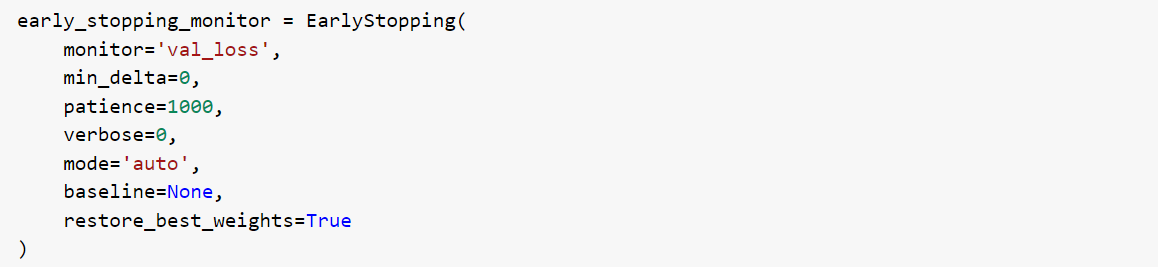 early_stopping_monitor = EarlyStopping(
    monitor='val_loss',
    min_delta=0,
    patience=1000,
    verbose=0,
    mode='auto',
    baseline=None,
    restore_best_weights=True
)